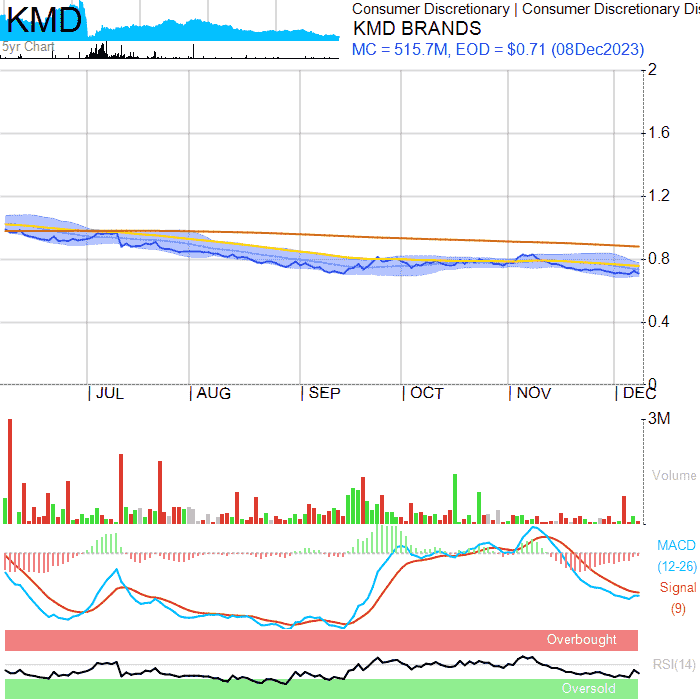 KMD
5yr Chart
Consumer Discretionary | Consumer Discretionary Dis
KMD BRANDS
MC = 515.7M, EOD = $0.71 (08Dec2023)
2
1.6
1.2
0.8
0.4
0
JUL AUG SEP OCT NOV DEC
3M
Volume
MACD
(12-26)
Signal
(9)
Overbought
RSI(14)
Oversold